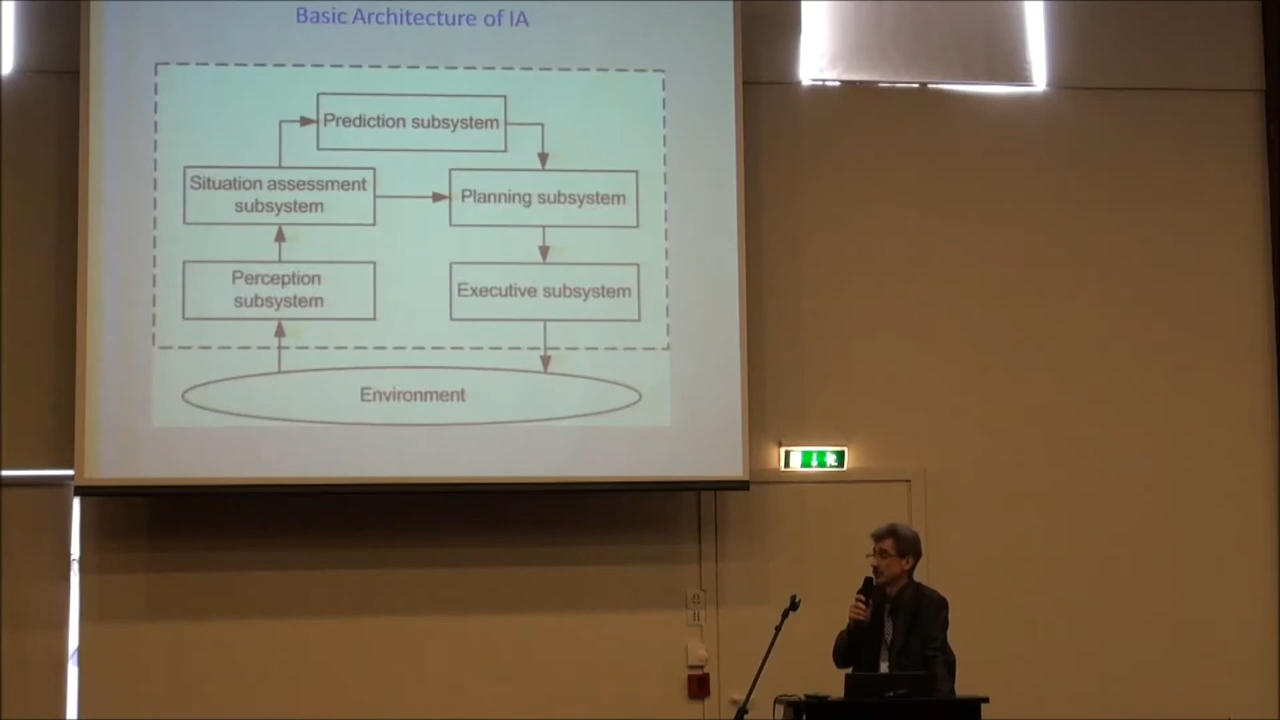 Basic Architecture of IA
Prediction subsystem
Situation assessment
subsystem
Planning subsystem
Perception
subsystem
Executive subsystem
Environment